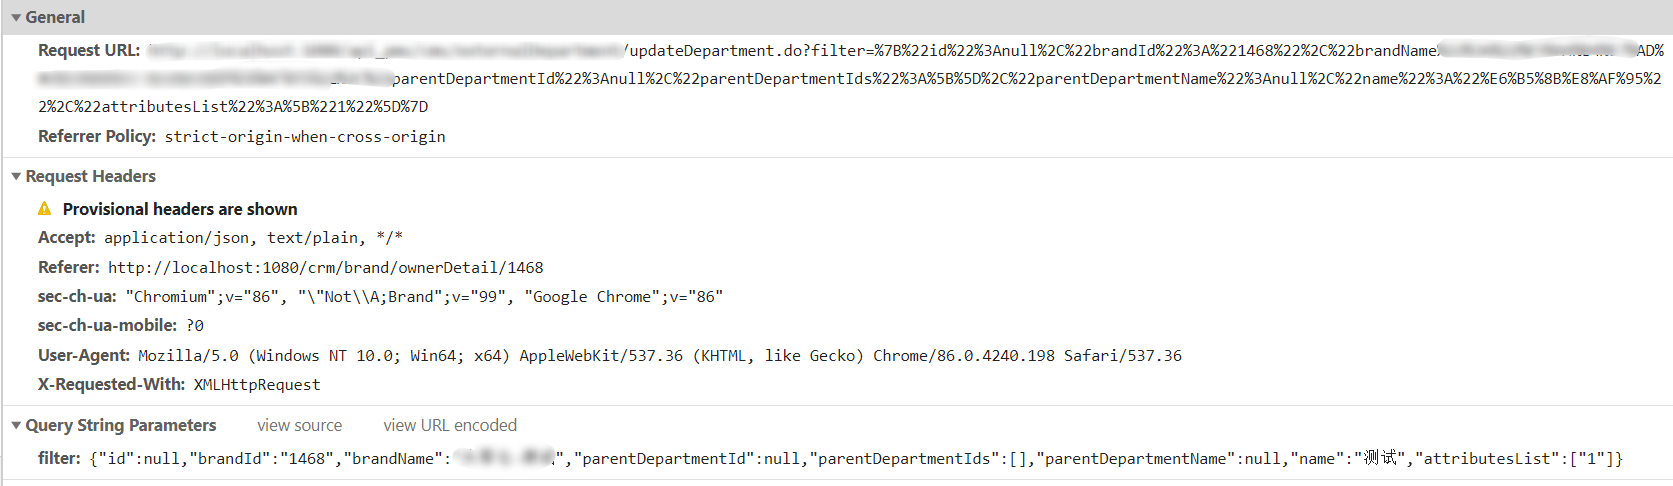 General
Request URL: /updateDepartment.do?filter=%7B%22id%22%3Anull%2C%22brandId%22%3A%221468%22%2C%22brandName AD%
parentDepartmentId%22%3Anull%2C%22parentDepartmentIds%22%3A%5B%5D%2C%22parentDepartmentName%22%3Anull%2C%22name%22%3A%22%E6%B5%8B%E8%AF%95%2
2%2C%22attributesList%22%3A%5B%221%22%5D%7D
Referrer Policy: strict-origin-when-cross-origin
Request Headers
Provisional headers are shown
Accept: application/json, text/plain, */*
Referer: http://localhost:1080/crm/brand/ownerDetail/1468
sec-ch-ua: "Chromium";v="86", "\"Not\\A;Brand";v="99", "Google Chrome";v="86"
sec-ch-ua-mobile: ?0
User-Agent: Mozilla/5.0 (Windows NT 10.0; Win64; x64) AppleWebKit/537.36 (KHTML, like Gecko) Chrome/86.0.4240.198 Safari/537.36
X-Requested-With: XMLHttpRequest
Query String Parameters view source view URL encoded
filter: {"id":null,"brandId":"1468","brandName":" ","parentDepartmentId":null,"parentDepartmentIds":[],"parentDepartmentName":null,"name":"测试","attributesList":["1"]}